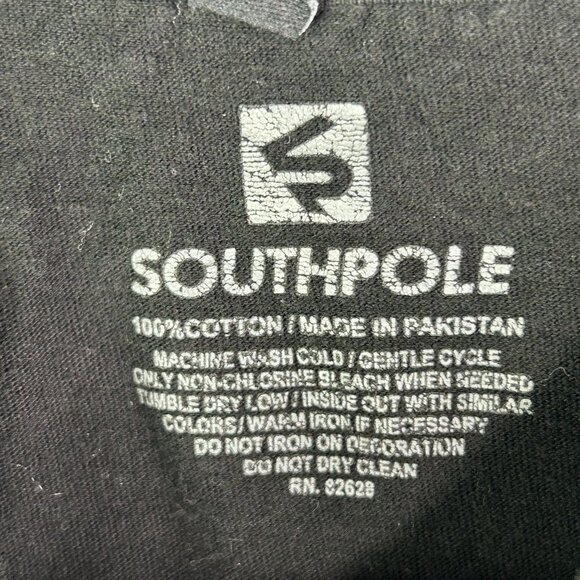 SP
SOUTHPOLE
100% COTTON / MADE IN PAKISTAN
MACHINE WASH COLD / GENTLE CYCLE
ONLY NON-CHLORINE BLEACH WHEN NEEDED
TUMBLE DRY LOW / INSIDE OUT WITH SIMILAR
COLORS / WARM IRON IF NECESSARY
DO NOT IRON ON DECORATION
DO NOT DRY CLEAN
RN. 82628